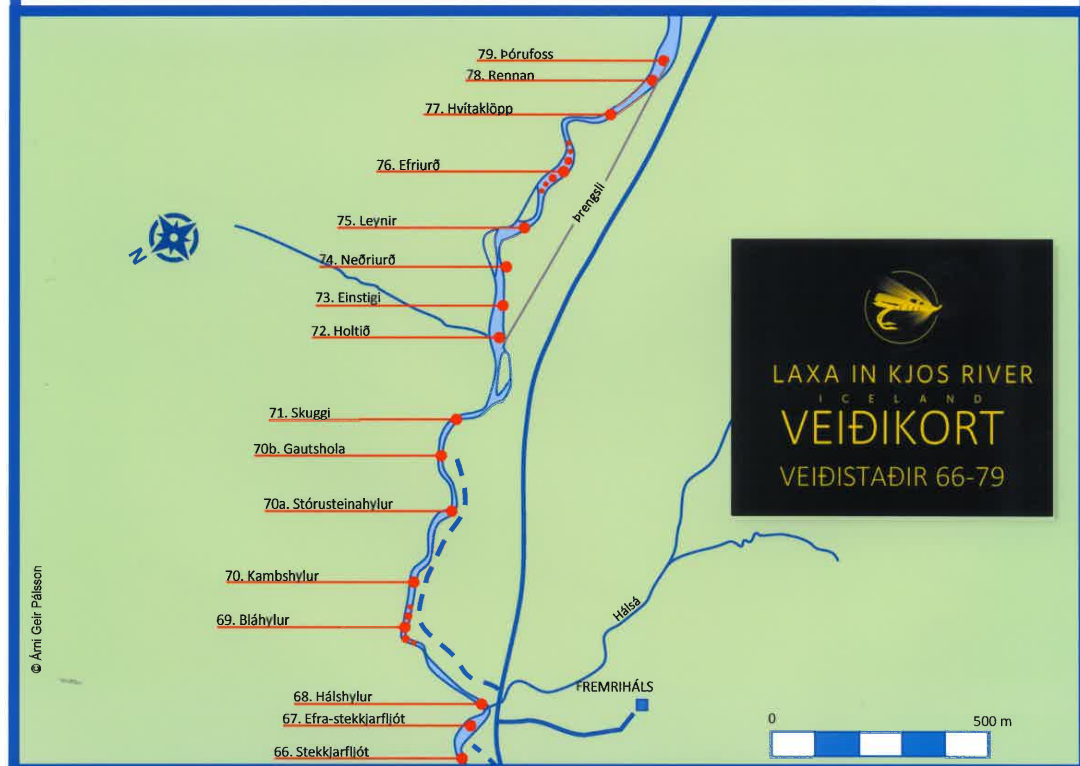 79. Þórufoss
78. Rennan
77. Hvítaklöpp
76. Efriurð
Þrengsli
75. Leynir
N
74. Neðriurð
73. Einstigi
72. Holtið
71. Skuggi
70b. Gautshola
70a. Stórusteinahylur
70. Kambshylur
69. Bláhylur
68. Hálshylur
67. Efra-stekkjarfljót
66. Stekkjarfljót
Hálsá
FREMRIHÁLS
LAXA IN KJOS RIVER
ICELAND
VEIÐIKORT
VEIÐISTAÐIR 66-79
0 500 m
© Árni Geir Pálsson